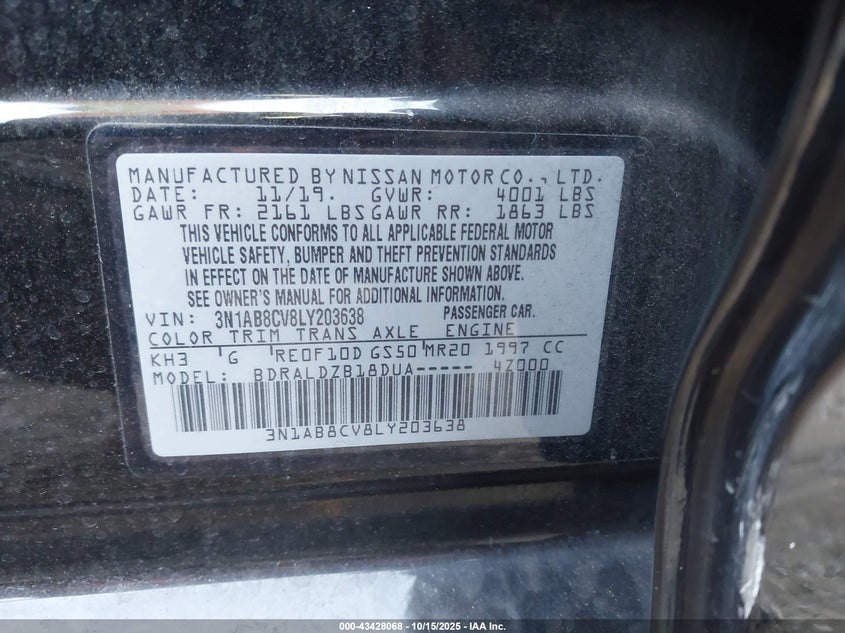 MANUFACTURED BY NISSAN MOTOR CO., LTD.
DATE: 11/19. GVWR: 4001 LBS
GAWR FR: 2161 LBS GAWR RR: 1863 LBS
THIS VEHICLE CONFORMS TO ALL APPLICABLE FEDERAL MOTOR
VEHICLE SAFETY, BUMPER AND THEFT PREVENTION STANDARDS
IN EFFECT ON THE DATE OF MANUFACTURE SHOWN ABOVE.
SEE OWNER'S MANUAL FOR ADDITIONAL INFORMATION.
VIN: 3N1AB8CV8LY203638 PASSENGER CAR.
COLOR TRIM TRANS AXLE ENGINE
KH3 G RE0F10D GS50 MR20 1997 CC
MODEL: BDRALDZB18DUA----- 4Z000
3N1AB8CV8LY203638
000-43428068 - 10/15/2025 - IAA Inc.